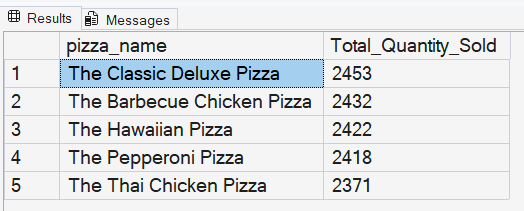 Results Messages
pizza_name Total_Quantity_Sold
1 The Classic Deluxe Pizza 2453
2 The Barbecue Chicken Pizza 2432
3 The Hawaiian Pizza 2422
4 The Pepperoni Pizza 2418
5 The Thai Chicken Pizza 2371